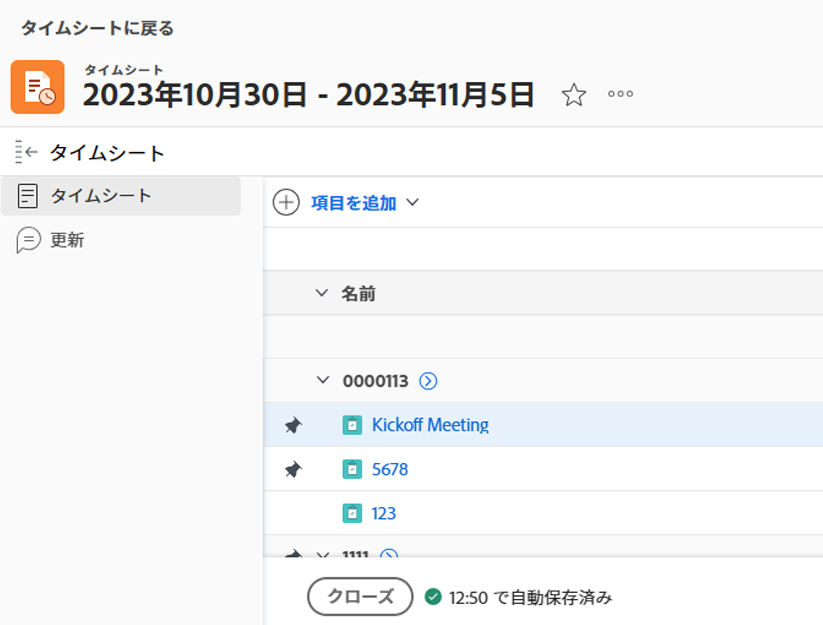 タイムシートに戻る
タイムシート
2023年10月30日 - 2023年11月5日
タイムシート
タイムシート
更新
項目を追加
名前
0000113
Kickoff Meeting
5678
123
1111
クローズ
12:50 で自動保存済み